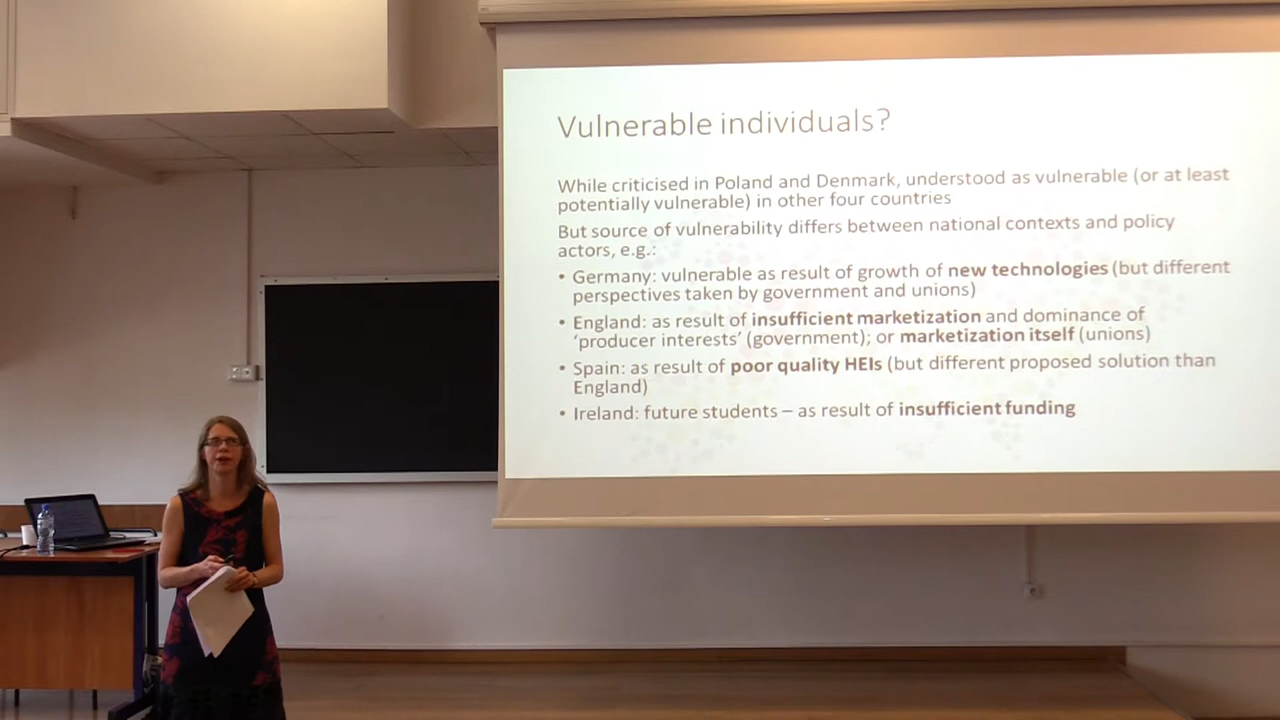 Vulnerable individuals?
While criticised in Poland and Denmark, understood as vulnerable (or at least
potentially vulnerable) in other four countries
But source of vulnerability differs between national contexts and policy
actors, e.g.:
• Germany: vulnerable as result of growth of new technologies (but different
perspectives taken by government and unions)
• England: as result of insufficient marketization and dominance of
'producer interests' (government); or marketization itself (unions)
• Spain: as result of poor quality HEIs (but different proposed solution than
England)
• Ireland: future students – as result of insufficient funding